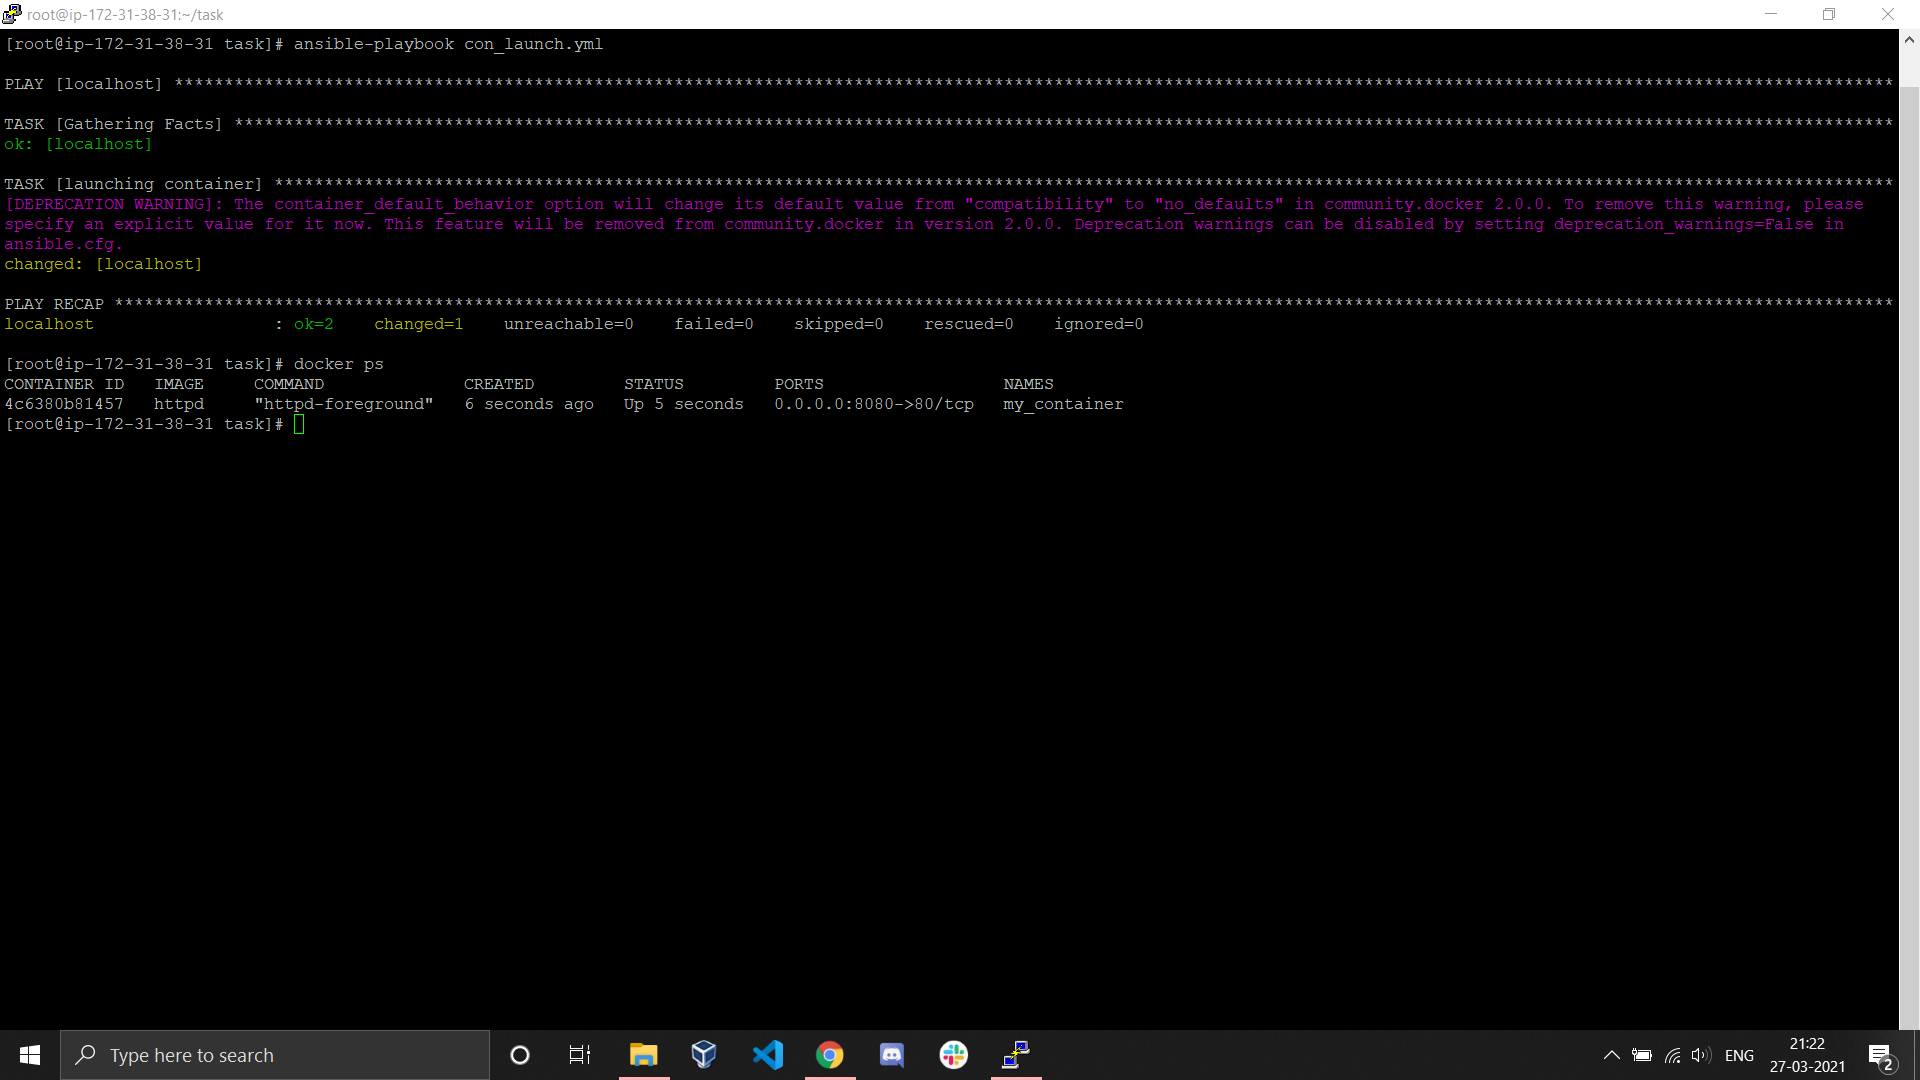 root@ip-172-31-38-31:~/task
[root@ip-172-31-38-31 task]# ansible-playbook con_launch.yml
PLAY [localhost] ****************************************************************************************************************************************************************************
TASK [Gathering Facts] **********************************************************************************************************************************************************************
ok: [localhost]
TASK [launching container] ******************************************************************************************************************************************************************
[DEPRECATION WARNING]: The container_default_behavior option will change its default value from "compatibility" to "no_defaults" in community.docker 2.0.0. To remove this warning, please
specify an explicit value for it now. This feature will be removed from community.docker in version 2.0.0. Deprecation warnings can be disabled by setting deprecation_warnings=False in
ansible.cfg.
changed: [localhost]
PLAY RECAP **********************************************************************************************************************************************************************************
localhost                  : ok=2    changed=1    unreachable=0    failed=0    skipped=0    rescued=0    ignored=0
[root@ip-172-31-38-31 task]# docker ps
CONTAINER ID   IMAGE     COMMAND              CREATED         STATUS         PORTS                  NAMES
4c6380b81457   httpd     "httpd-foreground"   6 seconds ago   Up 5 seconds   0.0.0.0:8080->80/tcp   my_container
[root@ip-172-31-38-31 task]#
Type here to search
ENG
21:22
27-03-2021
2